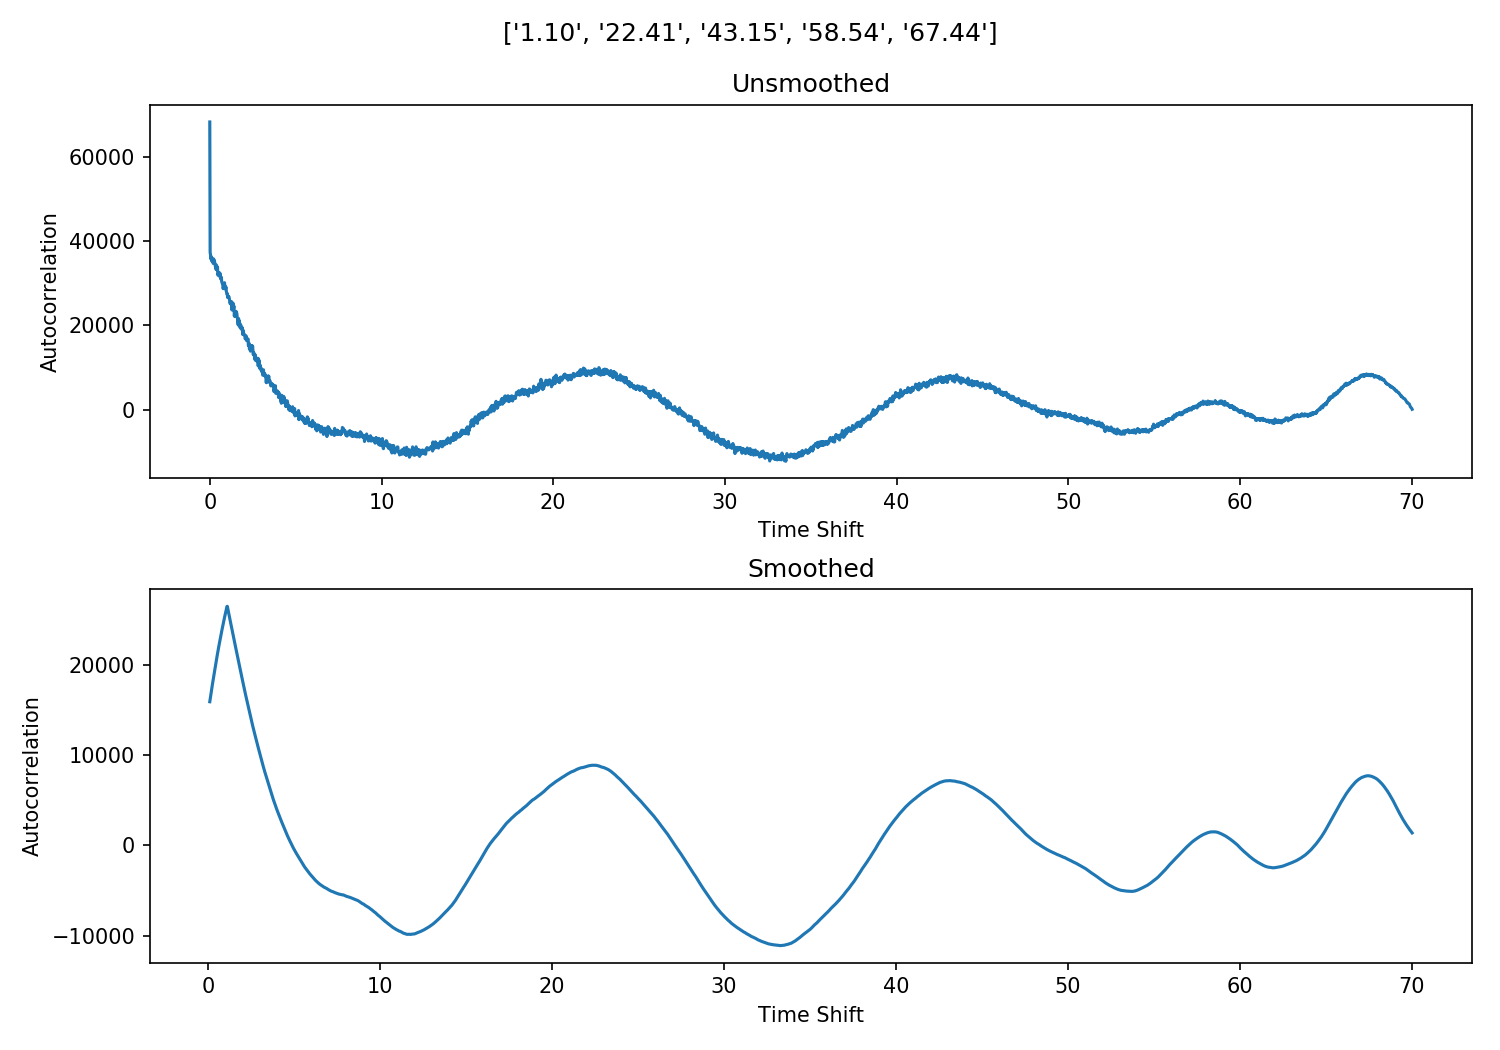 ['1.10', '22.41', '43.15', '58.54', '67.44']
Unsmoothed
60000
40000
20000
0
Autocorrelation
0 10 20 30 40 50 60 70
Time Shift
Smoothed
20000
10000
0
−10000
Autocorrelation
0 10 20 30 40 50 60 70
Time Shift